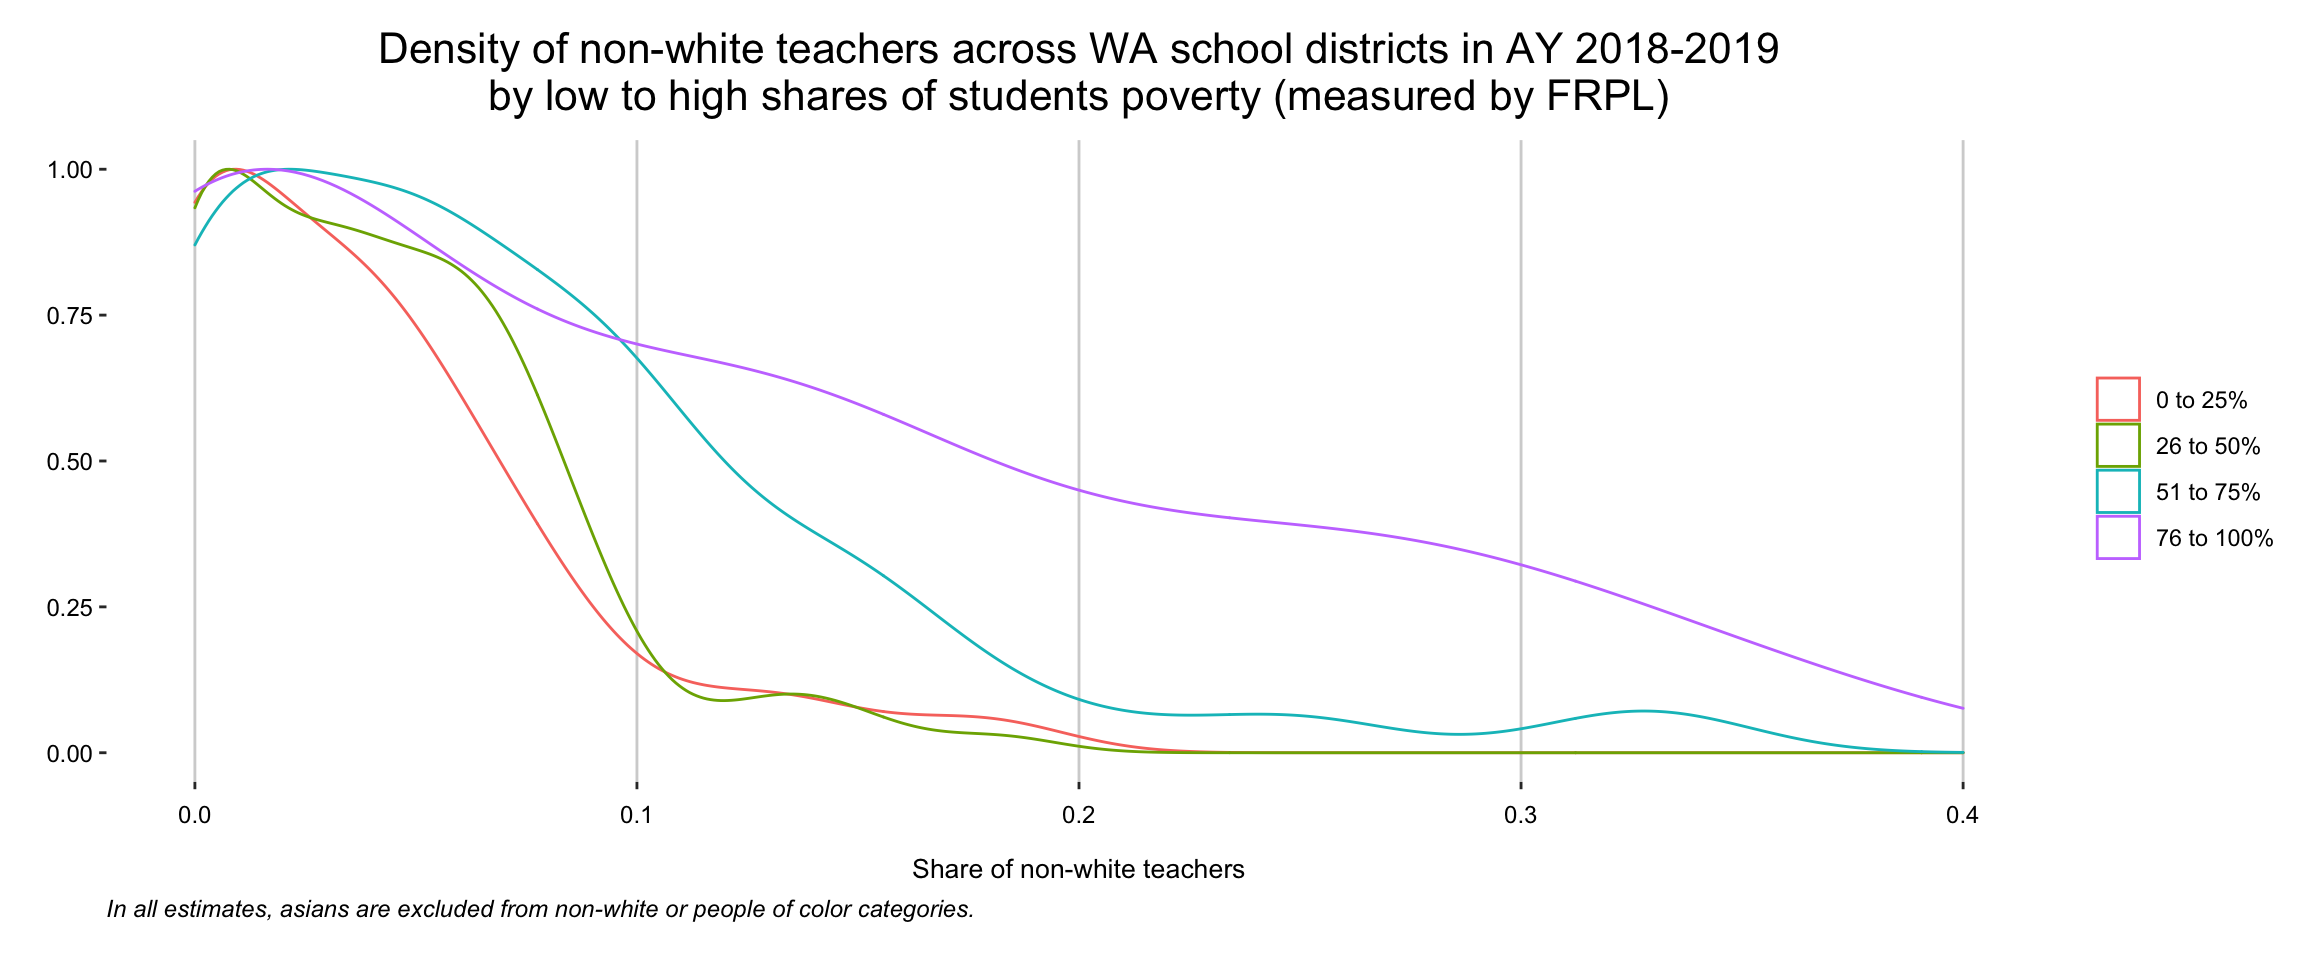 Density of non-white teachers across WA school districts in AY 2018-2019
by low to high shares of students poverty (measured by FRPL)
1.00
0.75
0.50
0.25
0.00
0.0
0.1
0.2
0.3
0.4
Share of non-white teachers
0 to 25%
26 to 50%
51 to 75%
76 to 100%
In all estimates, asians are excluded from non-white or people of color categories.